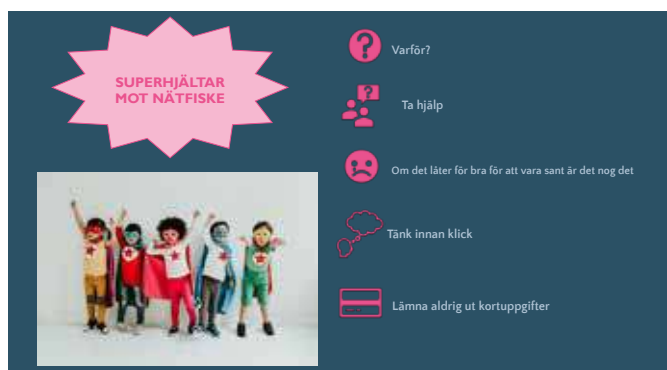 SUPERHJÄLTAR
MOT NÄTFISKE
Varför?
Ta hjälp
Om det låter för bra för att vara sant är det nog det
Tänk innan klick
Lämna aldrig ut kortuppgifter